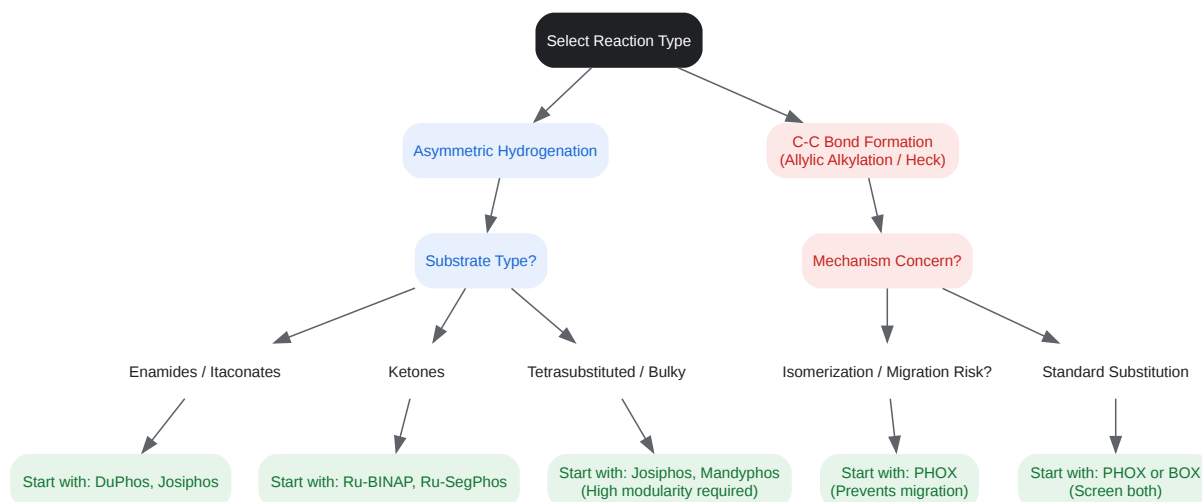 Select Reaction Type
Asymmetric Hydrogenation
C-C Bond Formation
(Allylic Alkylation / Heck)
Substrate Type?
Mechanism Concern?
Enamides / Itaconates
Ketones
Tetrasubstituted / Bulky
Isomerization / Migration Risk?
Standard Substitution
Start with: DuPhos, Josiphos
Start with: Ru-BINAP, Ru-SegPhos
Start with: Josiphos, Mandyphos
(High modularity required)
Start with: PHOX
(Prevents migration)
Start with: PHOX or BOX
(Screen both)